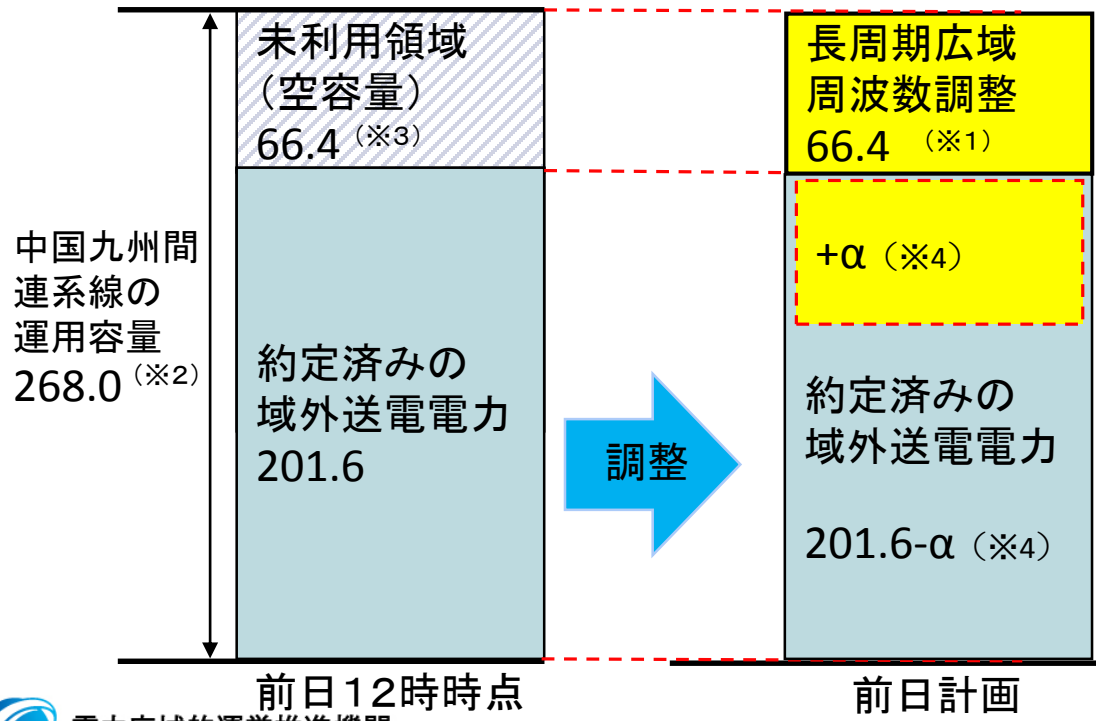 中国九州間
連系線の
運用容量
268.0（※2）
未利用領域
（空容量）
66.4（※3）
約定済みの
域外送電電力
201.6
前日12時時点
調整
長周期広域
周波数調整
66.4 （※1）
+α（※4）
約定済みの
域外送電電力
201.6-α（※4）
前日計画